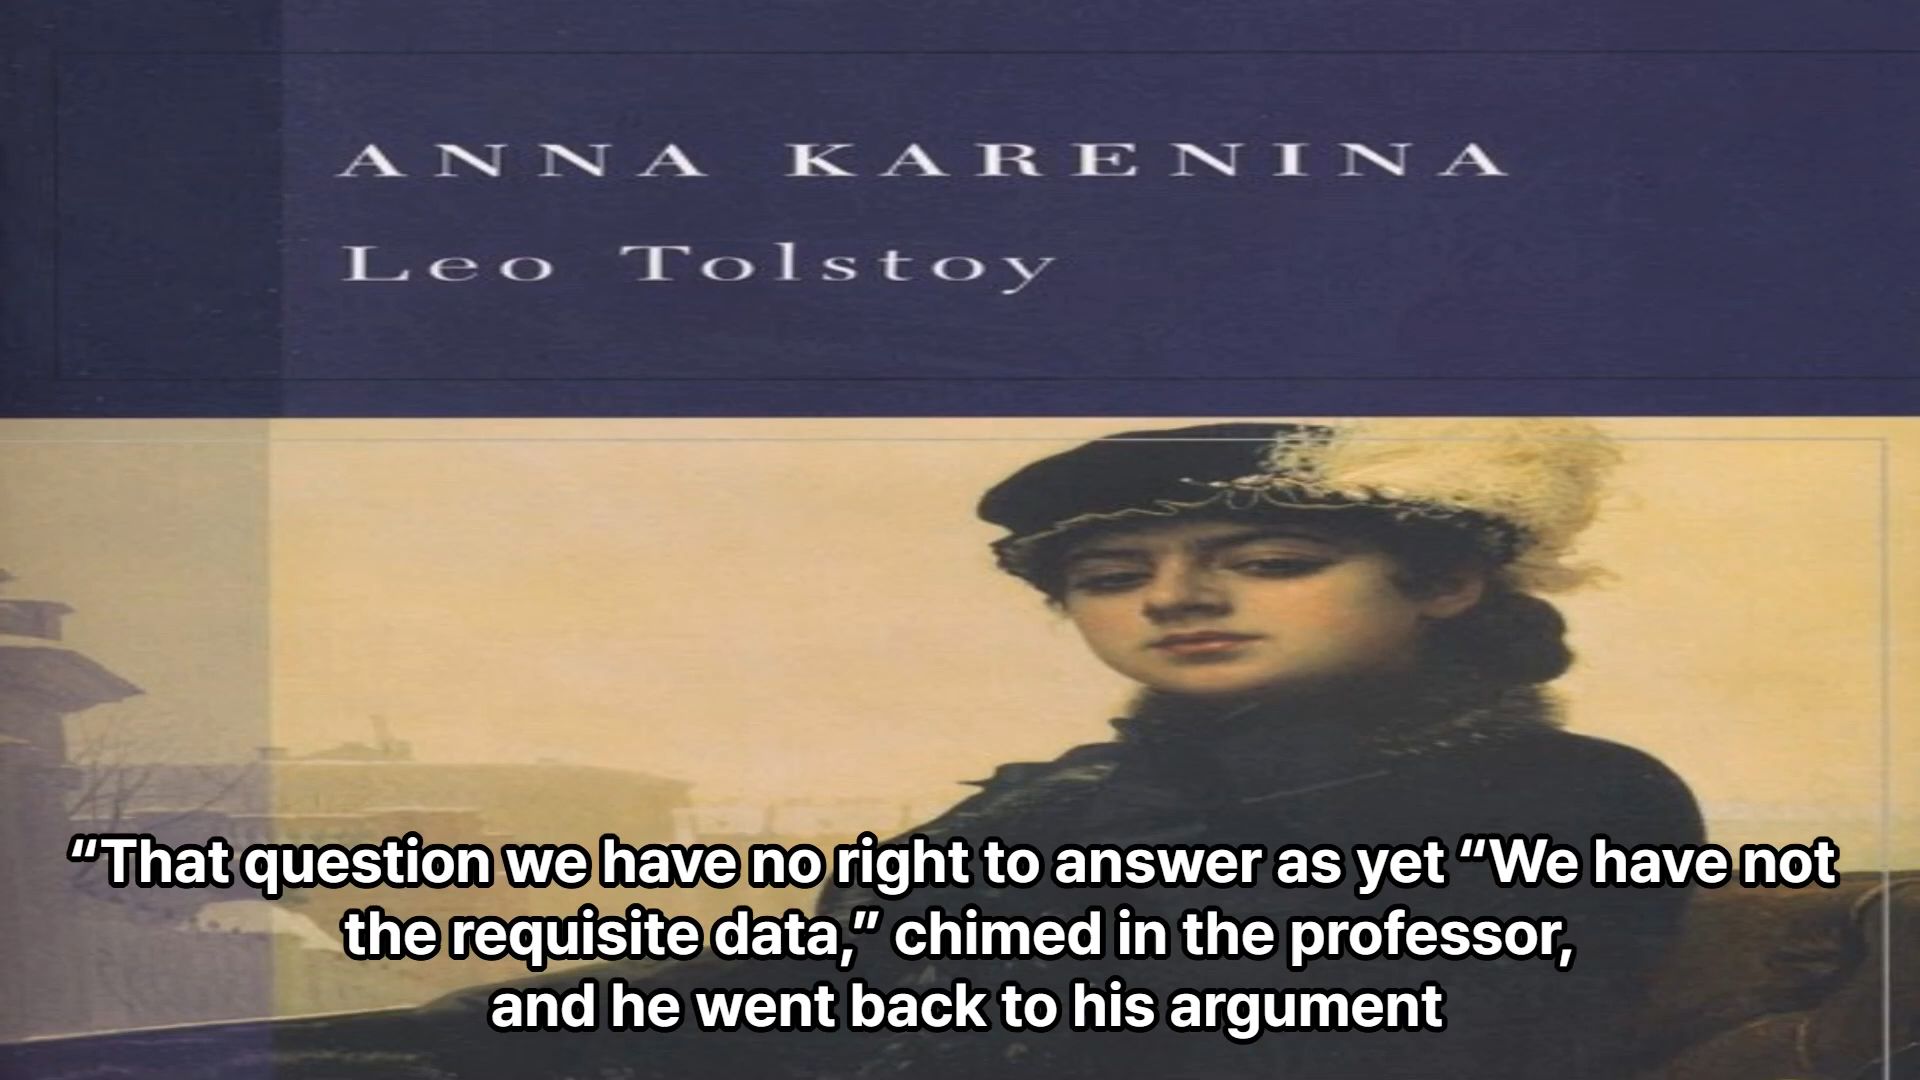 ANNA KARENINA
Leo Tolstoy
“That question we have no right to answer as yet “We have not
the requisite data,” chimed in the professor,
and he went back to his argument